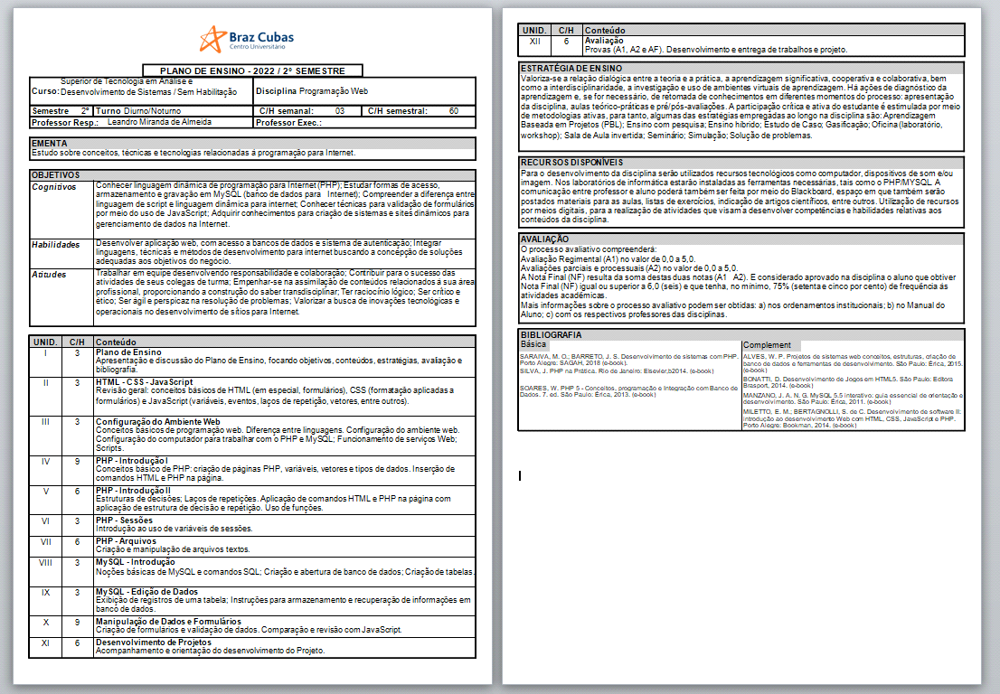 Braz Cubas
Centro Universitário
PLANO DE ENSINO - 2022 / 2º SEMESTRE
Superior de Tecnologia em Análise e
Curso: Desenvolvimento de Sistemas / Sem Habilitação
Disciplina Programação Web
Semestre 2º Turno Diurno/Noturno C/H semanal: 03 C/H semestral: 60
Professor Resp.: Leandro Miranda de Almeida Professor Exec.:
EMENTA
Estudo sobre conceitos, técnicas e tecnologias relacionadas à programação para Internet.
OBJETIVOS
Cognitivos
Conhecer linguagem dinâmica de programação para Internet (PHP); Estudar formas de acesso,
armazenamento e gravação em MySQL (banco de dados para Internet); Compreender a diferença entre
linguagem de script e linguagem dinâmica para internet; Conhecer técnicas para validação de formulários
por meio do uso de JavaScript; Adquirir conhecimentos para criação de sistemas e sites dinâmicos para
gerenciamento de dados na Internet.
Habilidades
Desenvolver aplicação web, com acesso a bancos de dados e sistema de autenticação; Integrar
linguagens, técnicas e métodos de desenvolvimento para internet buscando a concepção de soluções
adequadas aos objetivos do negócio.
Atitudes
Trabalhar em equipe desenvolvendo responsabilidade e colaboração; Contribuir para o sucesso das
atividades de seus colegas de turma; Empenhar-se na assimilação de conteúdos relacionados à sua área
profissional, proporcionando a construção do saber transdisciplinar; Ter raciocínio lógico; Ser crítico e
ético; Ser ágil e perspicaz na resolução de problemas; Valorizar a busca de inovações tecnológicas e
operacionais no desenvolvimento de sítios para Internet.
UNID. C/H Conteúdo
I 3 Plano de Ensino
Apresentação e discussão do Plano de Ensino, focando objetivos, conteúdos, estratégias, avaliação e
bibliografia.
II 3 HTML - CSS - JavaScript
Revisão geral: conceitos básicos de HTML (em especial, formulários), CSS (formatação aplicadas a
formulários) e JavaScript (variáveis, eventos, laços de repetição, vetores, entre outros).
III 3 Configuração do Ambiente Web
Conceitos básicos de programação web. Diferença entre linguagens. Configuração do ambiente web.
Configuração do computador para trabalhar com o PHP e MySQL; Funcionamento de serviços Web;
Scripts.
IV 9 PHP - Introdução I
Conceitos básico de PHP: criação de páginas PHP, variáveis, vetores e tipos de dados. Inserção de
comandos HTML e PHP na página.
V 6 PHP - Introdução II
Estruturas de decisões; Laços de repetições. Aplicação de comandos HTML e PHP na página com
aplicação de estrutura de decisão e repetição. Uso de funções.
VI 3 PHP - Sessões
Introdução ao uso de variáveis de sessões.
VII 6 PHP - Arquivos
Criação e manipulação de arquivos textos.
VIII 3 MySQL - Introdução
Noções básicas de MySQL e comandos SQL; Criação e abertura de banco de dados; Criação de tabelas.
IX 3 MySQL - Edição de Dados
Exibição de registros de uma tabela; Instruções para armazenamento e recuperação de informações em
banco de dados.
X 9 Manipulação de Dados e Formulários
Criação de formulários e validação de dados. Comparação e revisão com JavaScript.
XI 6 Desenvolvimento de Projetos
Acompanhamento e orientação do desenvolvimento do Projeto.
UNID. C/H Conteúdo
XII 6 Avaliação
Provas (A1, A2 e AF). Desenvolvimento e entrega de trabalhos e projeto.
ESTRATÉGIA DE ENSINO
Valoriza-se a relação dialógica entre a teoria e a prática, a aprendizagem significativa, cooperativa e colaborativa, bem
como a interdisciplinaridade, a investigação e uso de ambientes virtuais de aprendizagem. Há ações de diagnóstico da
aprendizagem e, se for necessário, de retomada de conhecimentos em diferentes momentos do processo: apresentação
da disciplina, aulas teórico-práticas e pré/pós-avaliações. A participação crítica e ativa do estudante é estimulada por meio
de metodologias ativas, para tanto, algumas das estratégias empregadas ao longo na disciplina são: Aprendizagem
Baseada em Projetos (PBL); Ensino com pesquisa; Ensino híbrido; Estudo de Caso; Gasificação; Oficina (laboratório,
workshop); Sala de Aula invertida; Seminário; Simulação; Solução de problemas.
RECURSOS DISPONÍVEIS
Para o desenvolvimento da disciplina serão utilizados recursos tecnológicos como computador, dispositivos de som e/ou
imagem. Nos laboratórios de informática estarão instaladas as ferramentas necessárias, tais como o PHP/MYSQL. A
comunicação entre professor e aluno poderá também ser feita por meio do Blackboard, espaço em que também serão
postados materiais para as aulas, listas de exercícios, indicação de artigos científicos, entre outros. Utilização de recursos
por meios digitais, para a realização de atividades que visam a desenvolver competências e habilidades relativas aos
conteúdos da disciplina.
AVALIAÇÃO
O processo avaliativo compreenderá:
Avaliação Regimental (A1) no valor de 0,0 a 5,0.
Avaliações parciais e processuais (A2) no valor de 0,0 a 5,0.
A Nota Final (NF) resulta da soma destas duas notas (A1 A2). E considerado aprovado na disciplina o aluno que obtiver
Nota Final (NF) igual ou superior a 6,0 (seis) e que tenha, no mínimo, 75% (setenta e cinco por cento) de frequência às
atividades acadêmicas.
Mais informações sobre o processo avaliativo podem ser obtidas: a) nos ordenamentos institucionais; b) no Manual do
Aluno; c) com os respectivos professores das disciplinas.
BIBLIOGRAFIA
Básica
SARAIVA, M. O.; BARRETO, J. S. Desenvolvimento de sistemas com PHP.
Porto Alegre: SAGAH, 2018 (e-book).
SILVA, J. PHP na Prática. Rio de Janeiro: Elsevier,b2014. (e-book)
SOARES, W. PHP 5 - Conceitos, programação e Integração com Banco de
Dados. 7. ed. São Paulo: Érica, 2013. (e-book)
Complement
ALVES, W. P. Projetos de sistemas web conceitos, estruturas, criação de
banco de dados e ferramentas de desenvolvimento. São Paulo: Érica, 2015.
(e-book)
BONATTI, D. Desenvolvimento de Jogos em HTML5. São Paulo: Editora
Brasport, 2014. (e-book)
MANZANO, J. A. N. G. MySQL 5.5 interativo: guia essencial de orientação e
desenvolvimento. São Paulo: Érica, 2011. (e-book)
MILETTO, E. M.; BERTAGNOLLI, S. de C. Desenvolvimento de software II:
introdução ao desenvolvimento Web com HTML, CSS, JavaScript e PHP.
Porto Alegre: Bookman, 2014. (e-book)